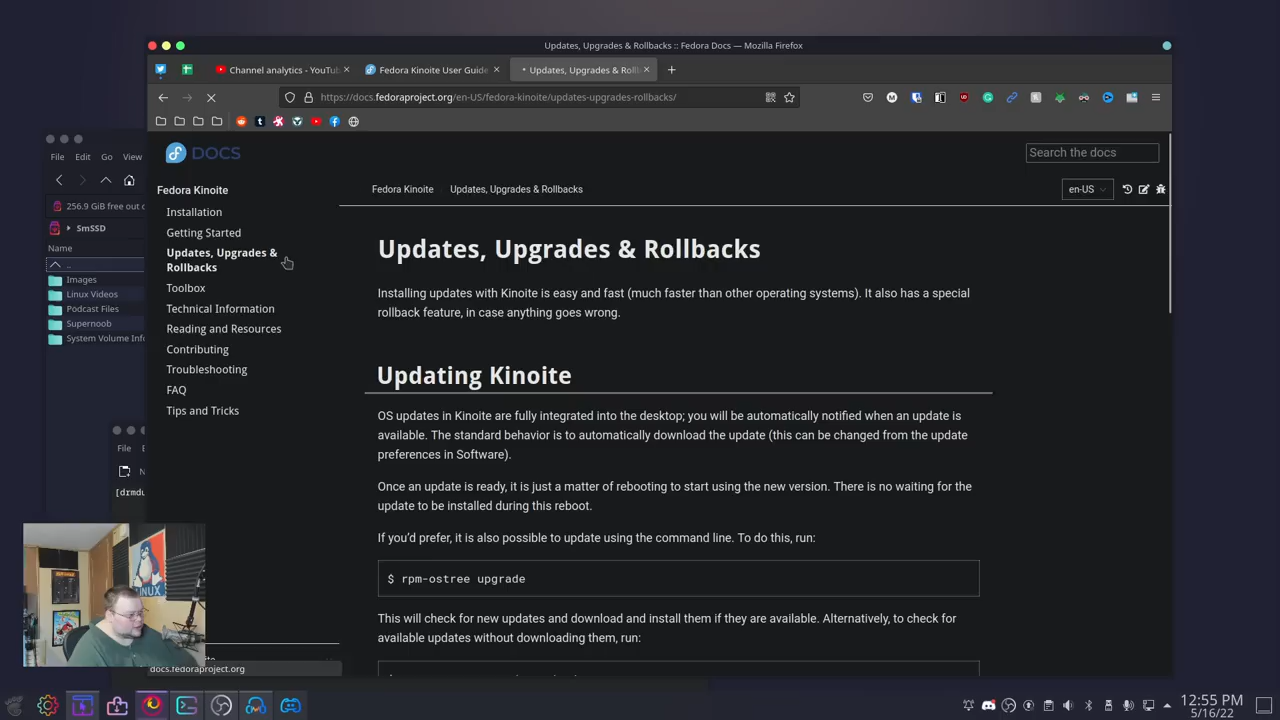 Updates, Upgrades & Rollbacks :: Fedora Docs — Mozilla Firefox
Channel analytics - YouTub
Fedora Kinoite User Guide
Updates, Upgrades & Roll
https://docs.fedoraproject.org/en-US/fedora-kinoite/updates-upgrades-rollbacks/
DOCS
Search the docs
File Edit Go View
256.9 GiB free out o
SmSSD
Name
..
Images
Linux Videos
Podcast Files
Supernoob
System Volume Info
File
[drmdu
Fedora Kinoite
Installation
Getting Started
Updates, Upgrades &
Rollbacks
Toolbox
Technical Information
Reading and Resources
Contributing
Troubleshooting
FAQ
Tips and Tricks
Fedora Kinoite
Updates, Upgrades & Rollbacks
en-US
Updates, Upgrades & Rollbacks
Installing updates with Kinoite is easy and fast (much faster than other operating systems). It also has a special
rollback feature, in case anything goes wrong.
Updating Kinoite
OS updates in Kinoite are fully integrated into the desktop; you will be automatically notified when an update is
available. The standard behavior is to automatically download the update (this can be changed from the update
preferences in Software).
Once an update is ready, it is just a matter of rebooting to start using the new version. There is no waiting for the
update to be installed during this reboot.
If you’d prefer, it is also possible to update using the command line. To do this, run:
$ rpm-ostree upgrade
This will check for new updates and download and install them if they are available. Alternatively, to check for
available updates without downloading them, run:
LINUX
docs.fedoraproject.org
12:55 PM
5/16/22